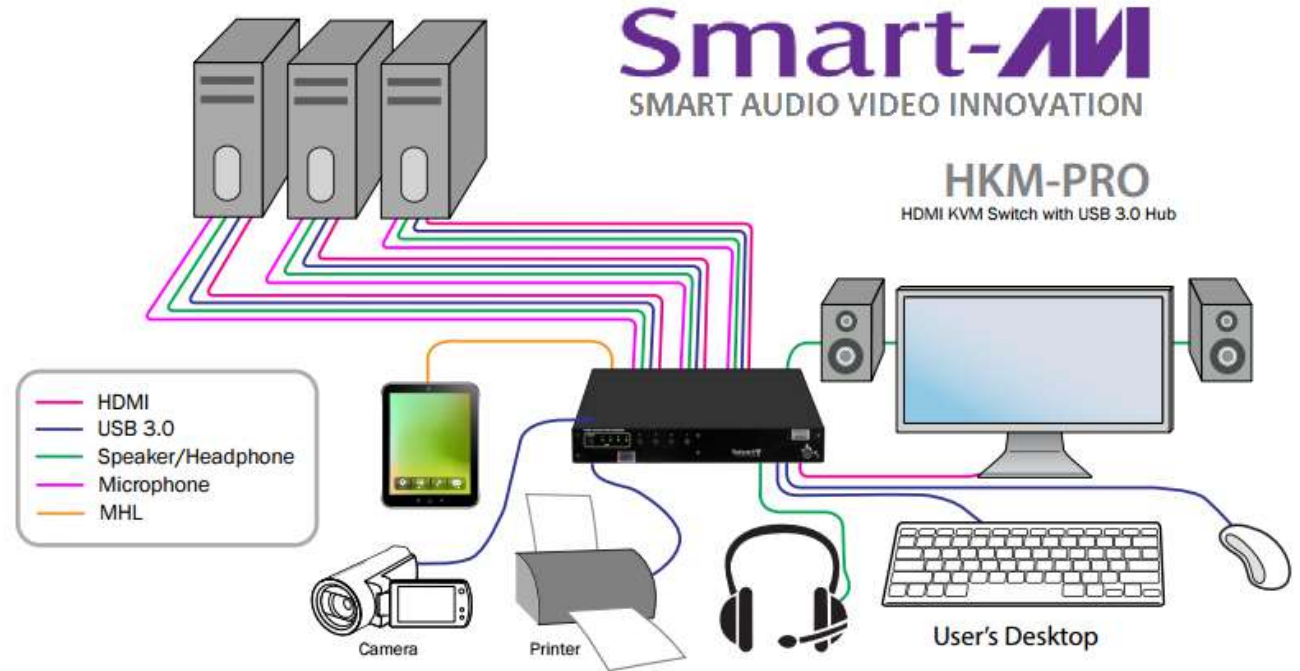 Smart-AVI
SMART AUDIO VIDEO INNOVATION
HKM-PRO
HDMI KVM Switch with USB 3.0 Hub
HDMI
USB 3.0
Speaker/Headphone
Microphone
MHL
Camera
Printer
User's Desktop